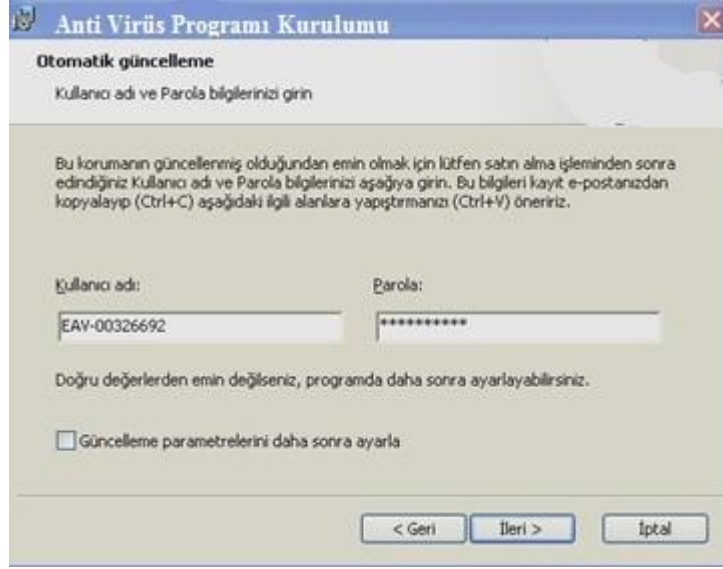 Anti Virüs Programı Kurulumu
Otomatik güncelleme
Kullanıcı adı ve Parola bilgilerinizi girin
Bu korumanın güncellenmiş olduğundan emin olmak için lütfen satın alma işleminden sonra
edindiğiniz Kullanıcı adı ve Parola bilgilerinizi aşağıya girin. Bu bilgileri kayıt e-postanızdan
kopyalayıp (Ctrl+C) aşağıdaki ilgili alanlara yapıştırmanızı (Ctrl+V) öneririz.
Kullanıcı adı: Parola:
EAV-00326692 **********
Doğru değerlerden emin değilseniz, programda daha sonra ayarlayabilirsiniz.
Güncelleme parametrelerini daha sonra ayarla
< Geri İleri > İptal